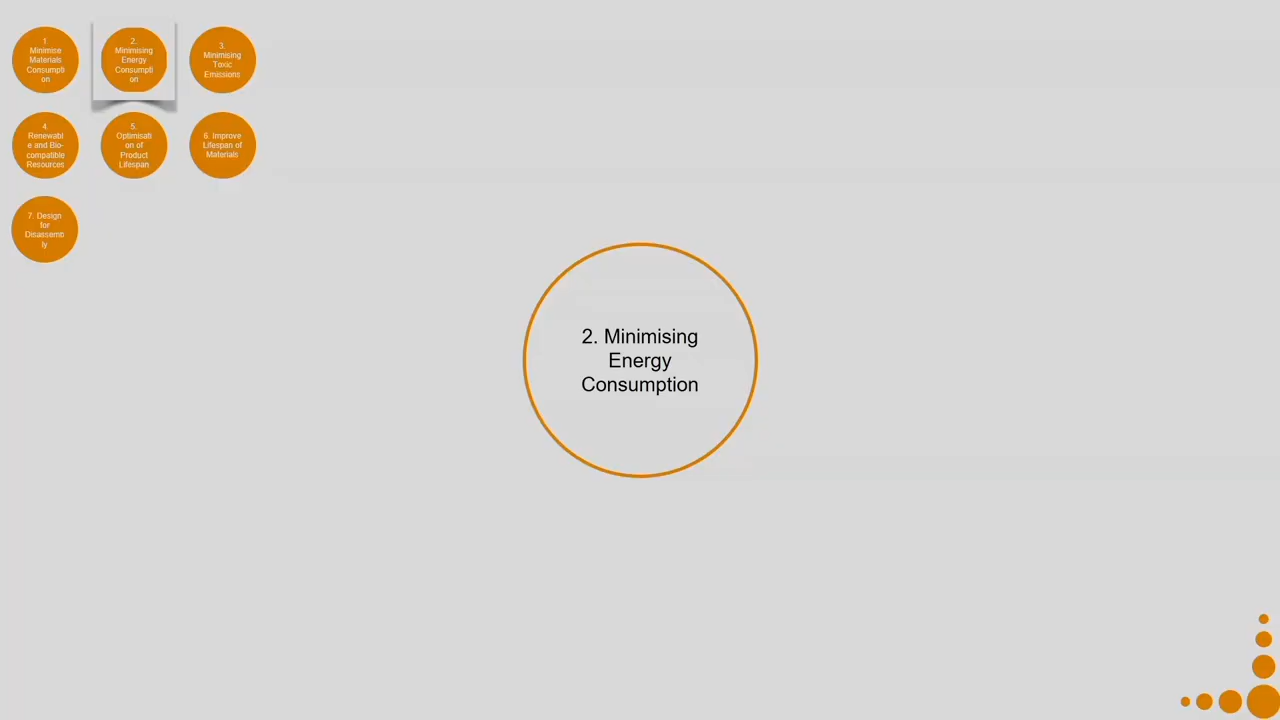 1
Minimise
Materials
Consumpti
on
2.
Minimising
Energy
Consumpti
on
3.
Minimising
Toxic
Emissions
4.
Renewabl
e and Bio-
compatible
Resources
5.
Optimisati
on of
Product
Lifespan
6. Improve
Lifespan of
Materials
7. Design
for
Disassemb
ly
2. Minimising
Energy
Consumption